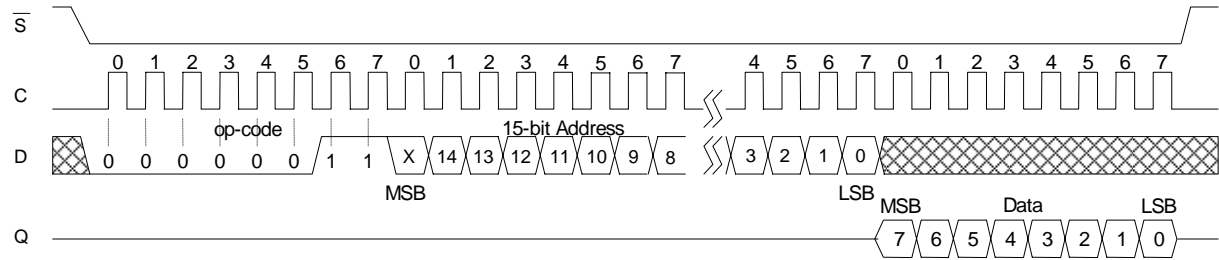 S
0 1 2 3 4 5 6 7 0 1 2 3 4 5 6 7 4 5 6 7 0 1 2 3 4 5 6 7
C
op-code 15-bit Address
D 0 0 0 0 0 0 1 1 X 14 13 12 11 10 9 8 3 2 1 0
MSB LSB MSB Data LSB
Q 7 6 5 4 3 2 1 0